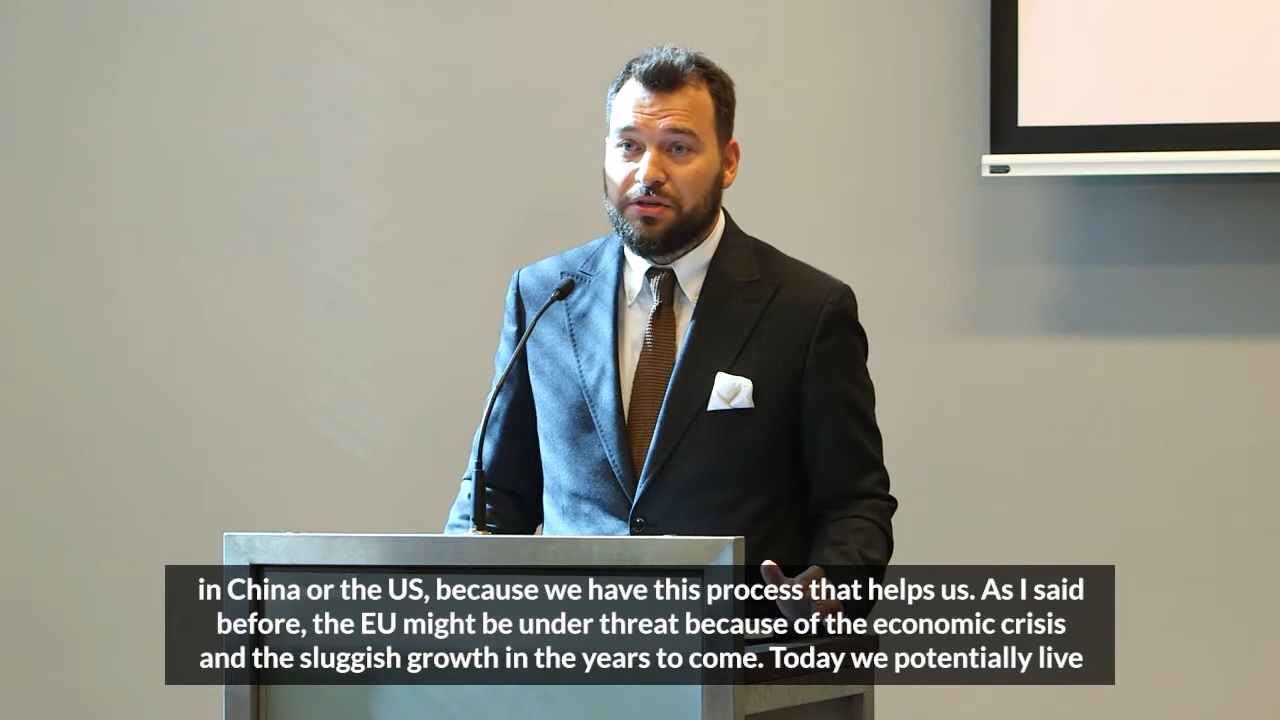 in China or the US, because we have this process that helps us. As I said
before, the EU might be under threat because of the economic crisis
and the sluggish growth in the years to come. Today we potentially live